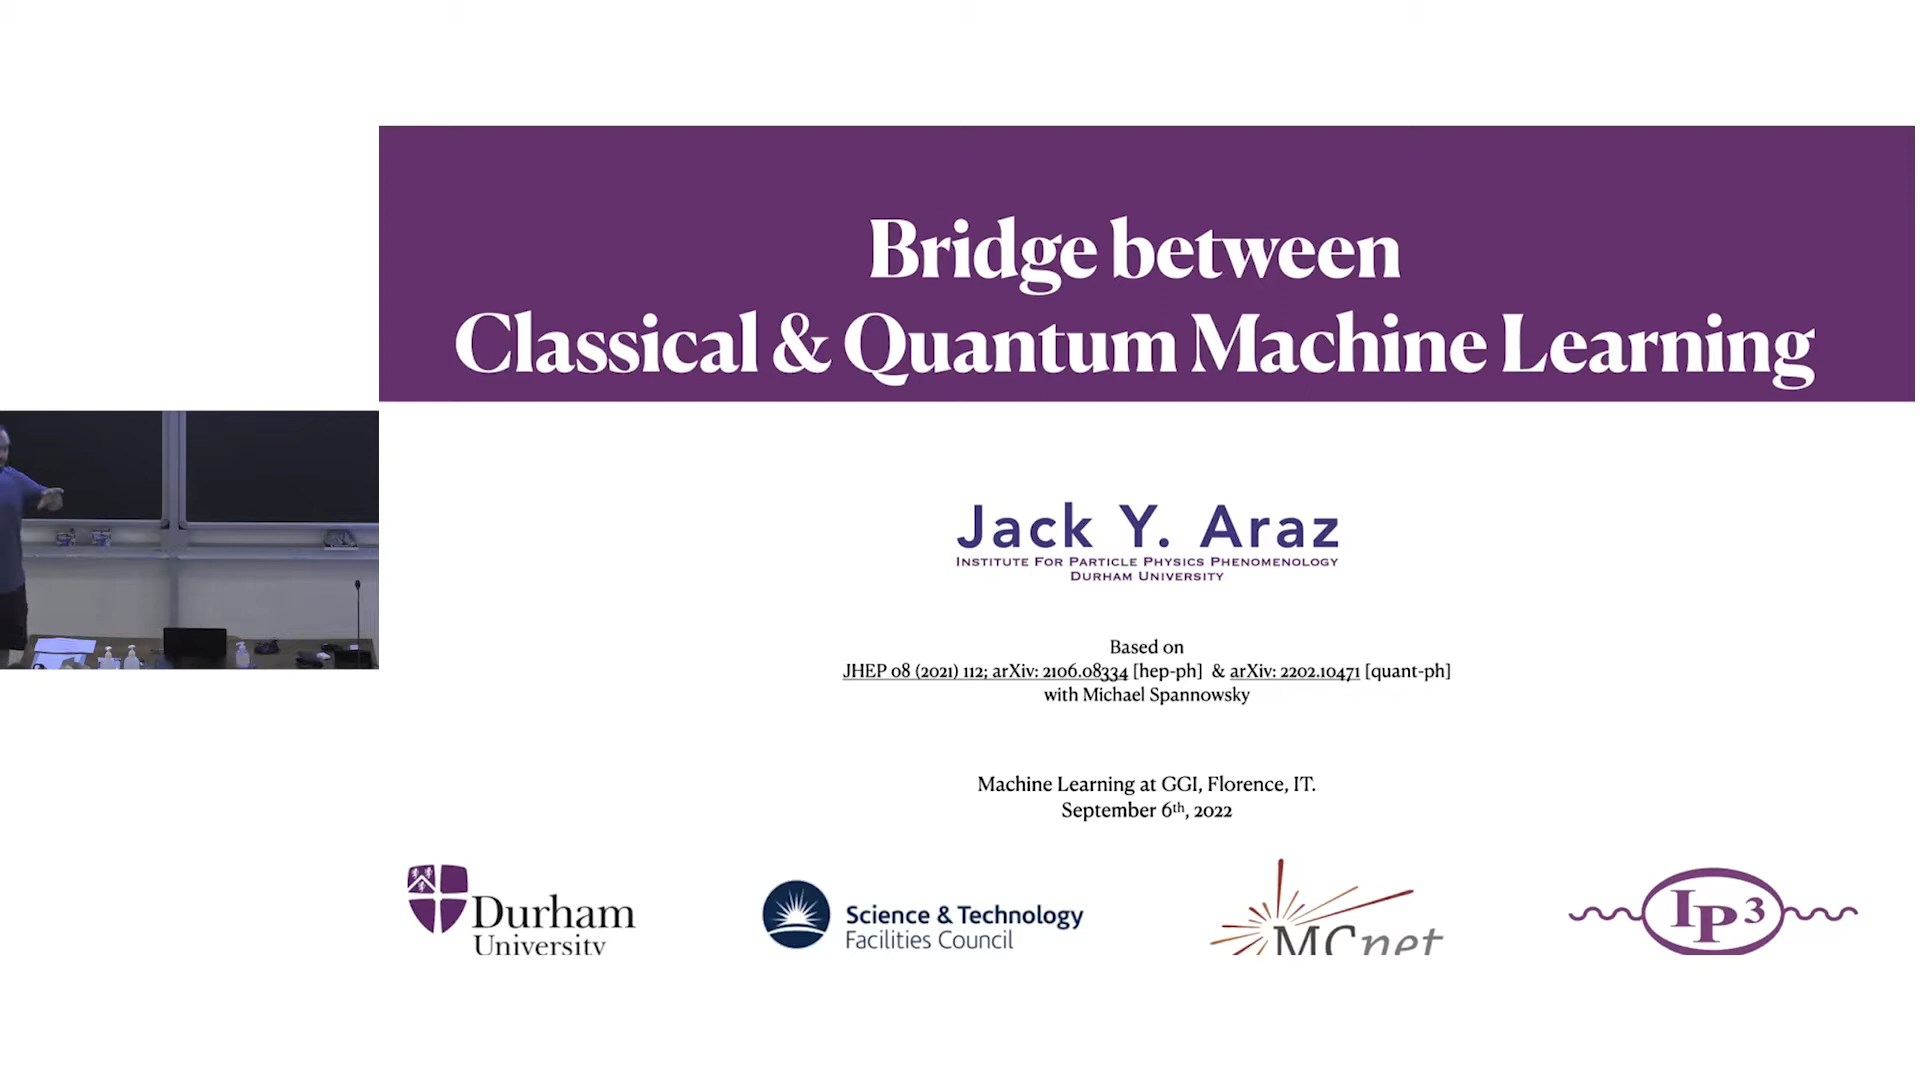 Bridge between
Classical & Quantum Machine Learning
Jack Y. Araz
INSTITUTE FOR PARTICLE PHYSICS PHENOMENOLOGY
DURHAM UNIVERSITY
Based on
JHEP 08 (2021) 112; arXiv: 2106.08334 [hep-ph] & arXiv: 2202.10471 [quant-ph]
with Michael Spannowsky
Machine Learning at GGI, Florence, IT.
September 6th, 2022
Durham
University
Science & Technology
Facilities Council
MCnet
IP3